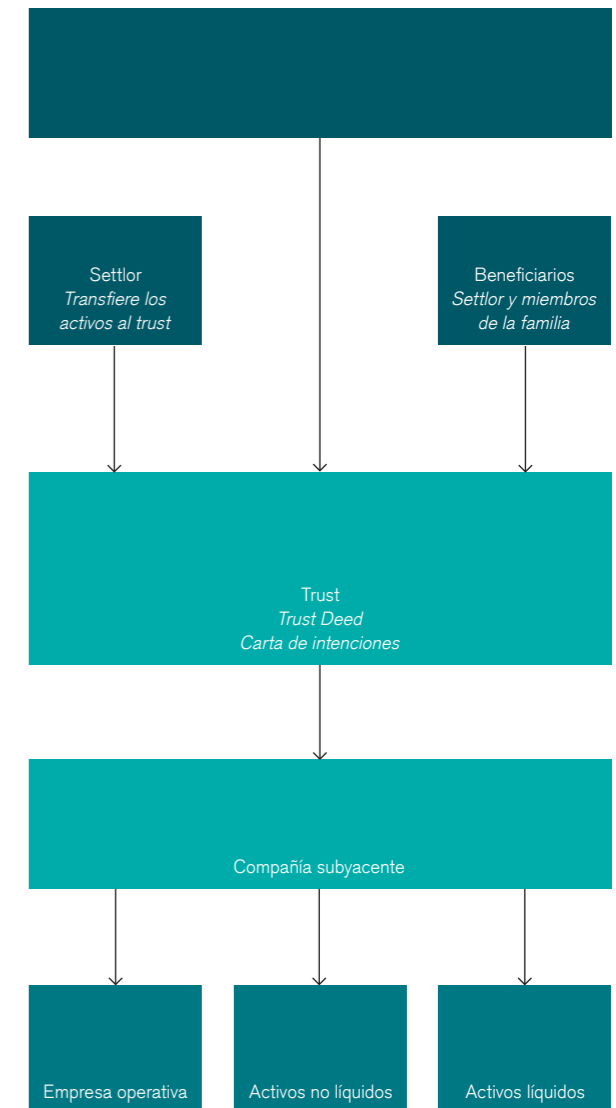 Settlor
Transfiere los
activos al trust
Beneficiarios
Settlor y miembros
de la familia
Trust
Trust Deed
Carta de intenciones
Compañía subyacente
Empresa operativa
Activos no líquidos
Activos líquidos